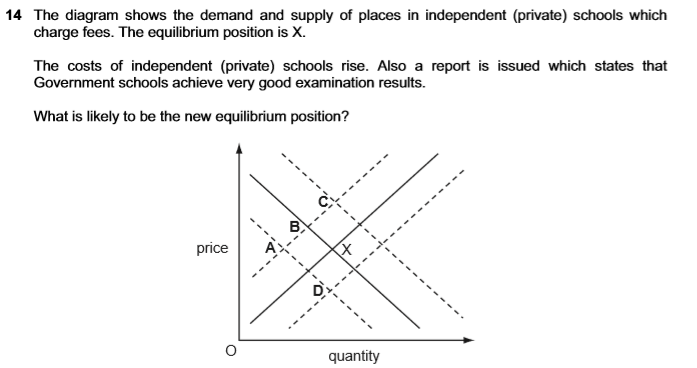 14 The diagram shows the demand and supply of places in independent (private) schools which
charge fees. The equilibrium position is X.
The costs of independent (private) schools rise. Also a report is issued which states that
Government schools achieve very good examination results.
What is likely to be the new equilibrium position?
C
B
price
A
X
D
O
quantity